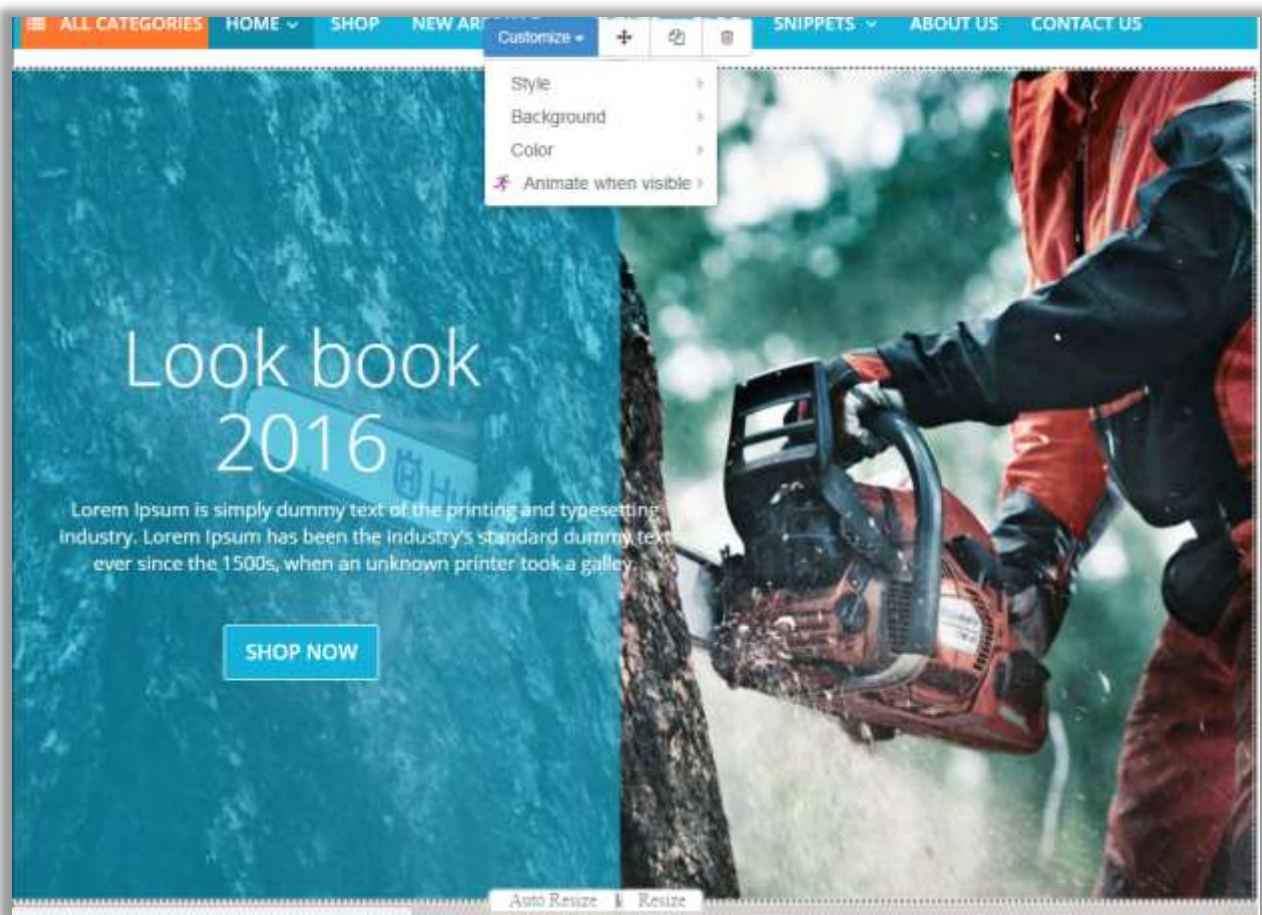 ALL CATEGORIES HOME SHOP NEW SNIPPETS ABOUT US CONTACT US
Customize
Style
Background
Color
Animate when visible
Look book
2016
Lorem Ipsum is simply dummy text of the printing and typesetting
industry. Lorem Ipsum has been the industry's standard dummy text
ever since the 1500s, when an unknown printer took a galley.
SHOP NOW
Auto Resize Resize